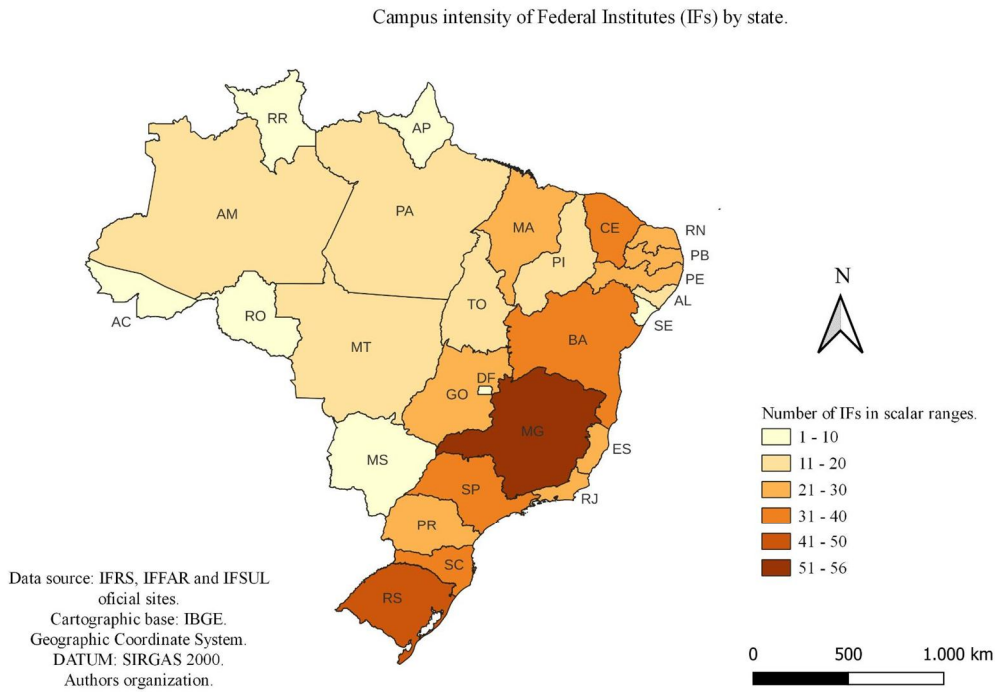 Campus intensity of Federal Institutes (IFs) by state.
RR
AP
AM
PA
MA
CE
RN
PB
PI
PE
AL
TO
AC
RO
SE
BA
MT
DF
GO
MG
ES
MS
SP
RJ
PR
SC
RS
N
Number of IFs in scalar ranges.
1 - 10
11 - 20
21 - 30
31 - 40
41 - 50
51 - 56
Data source: IFRS, IFFAR and IFSUL
oficial sites.
Cartographic base: IBGE.
Geographic Coordinate System.
DATUM: SIRGAS 2000.
Authors organization.
0 500 1.000 km